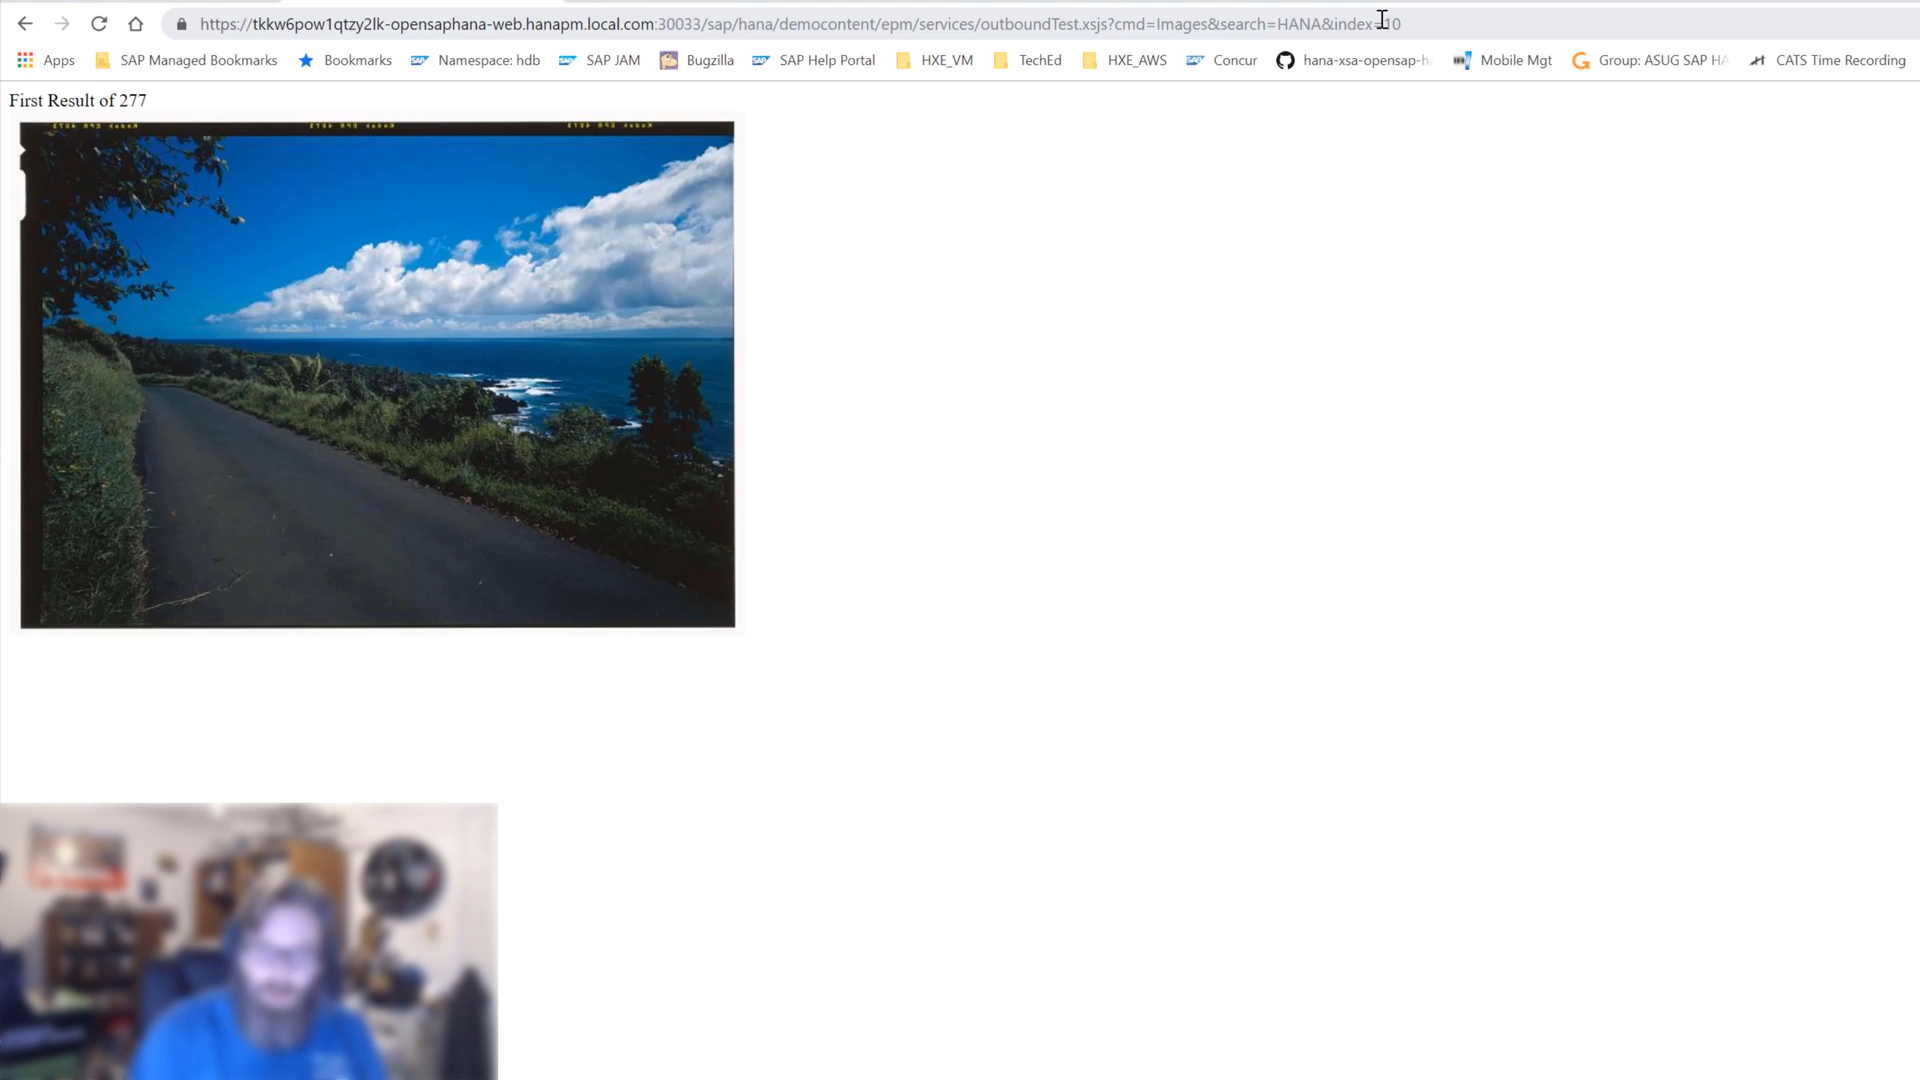 https://tkkw6pow1qtzy2lk-opensaphana-web.hanapm.local.com:30033/sap/hana/democontent/epm/services/outboundTest.xsjs?cmd=Images&search=HANA&index=10
Apps SAP Managed Bookmarks Bookmarks Namespace: hdb SAP JAM Bugzilla SAP Help Portal HXE_VM TechEd HXE_AWS Concur hana-xsa-opensap-ha Mobile Mgt Group: ASUG SAP HA CATS Time Recording
First Result of 277